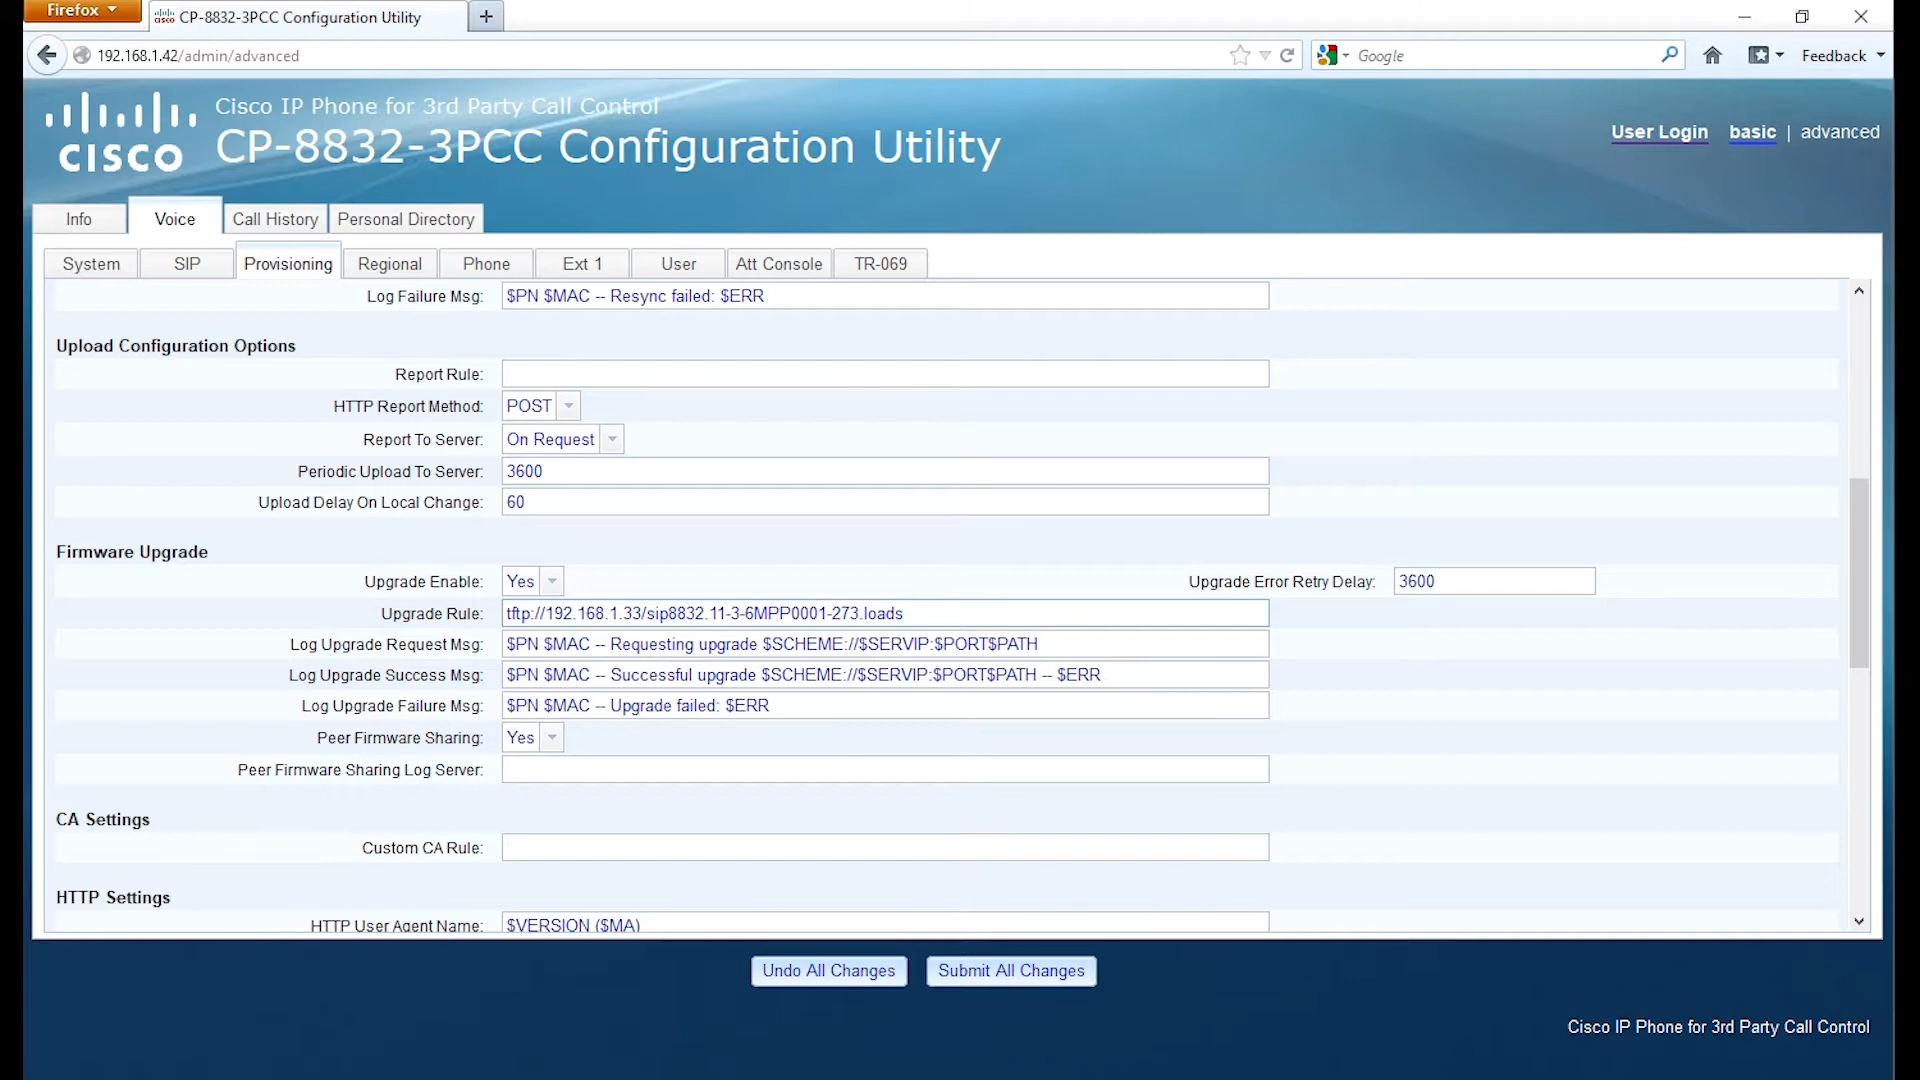 Firefox
CP-8832-3PCC Configuration Utility
192.168.1.42/admin/advanced
Google
Feedback
cisco
Cisco IP Phone for 3rd Party Call Control
CP-8832-3PCC Configuration Utility
User Login basic | advanced
Info Voice Call History Personal Directory
System SIP Provisioning Regional Phone Ext 1 User Att Console TR-069
Log Failure Msg: $PN $MAC -- Resync failed: $ERR
Upload Configuration Options
Report Rule:
HTTP Report Method: POST
Report To Server: On Request
Periodic Upload To Server: 3600
Upload Delay On Local Change: 60
Firmware Upgrade
Upgrade Enable: Yes Upgrade Error Retry Delay: 3600
Upgrade Rule: tftp://192.168.1.33/sip8832.11-3-6MPP0001-273.loads
Log Upgrade Request Msg: $PN $MAC -- Requesting upgrade $SCHEME://$SERVIP:$PORT$PATH
Log Upgrade Success Msg: $PN $MAC -- Successful upgrade $SCHEME://$SERVIP:$PORT$PATH -- $ERR
Log Upgrade Failure Msg: $PN $MAC -- Upgrade failed: $ERR
Peer Firmware Sharing: Yes
Peer Firmware Sharing Log Server:
CA Settings
Custom CA Rule:
HTTP Settings
HTTP User Agent Name: $VERSION ($MA)
Undo All Changes Submit All Changes
Cisco IP Phone for 3rd Party Call Control